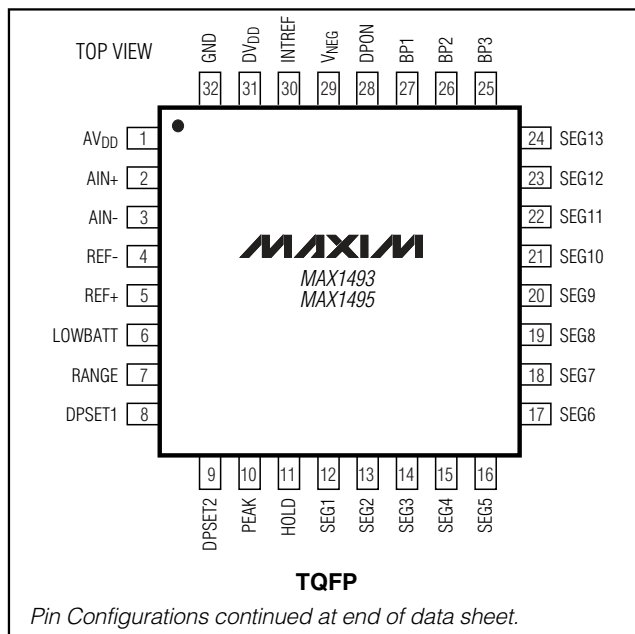 TOP VIEW
GND
DVDD
INTREF
VNEG
DPON
BP1
BP2
BP3
32
31
30
29
28
27
26
25
AVDD 1
AIN+ 2
AIN- 3
REF- 4
REF+ 5
LOWBATT 6
RANGE 7
DPSET1 8
MAXIM
MAX1493
MAX1495
24 SEG13
23 SEG12
22 SEG11
21 SEG10
20 SEG9
19 SEG8
18 SEG7
17 SEG6
9
10
11
12
13
14
15
16
DPSET2
PEAK
HOLD
SEG1
SEG2
SEG3
SEG4
SEG5
TQFP
Pin Configurations continued at end of data sheet.